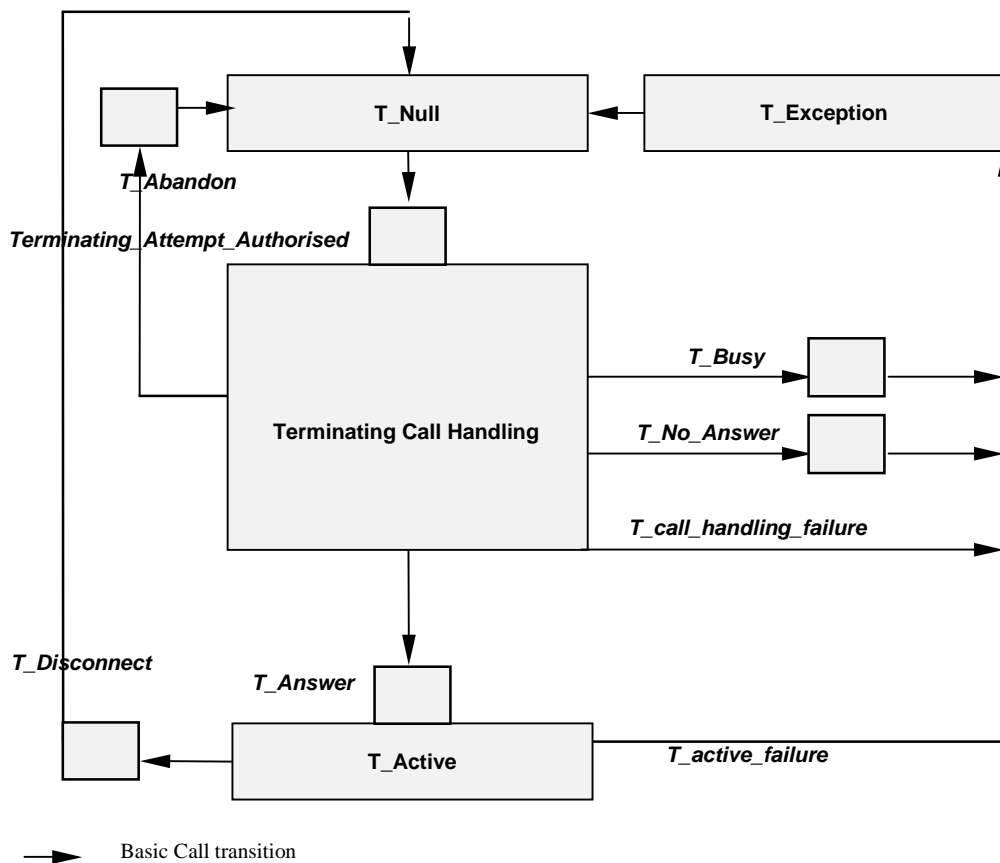 T_Null
T_Exception
T_Abandon
Terminating_Attempt_Authorised
T_Busy
Terminating Call Handling
T_No_Answer
T_call_handling_failure
T_Disconnect
T_Answer
T_Active
T_active_failure
Basic Call transition